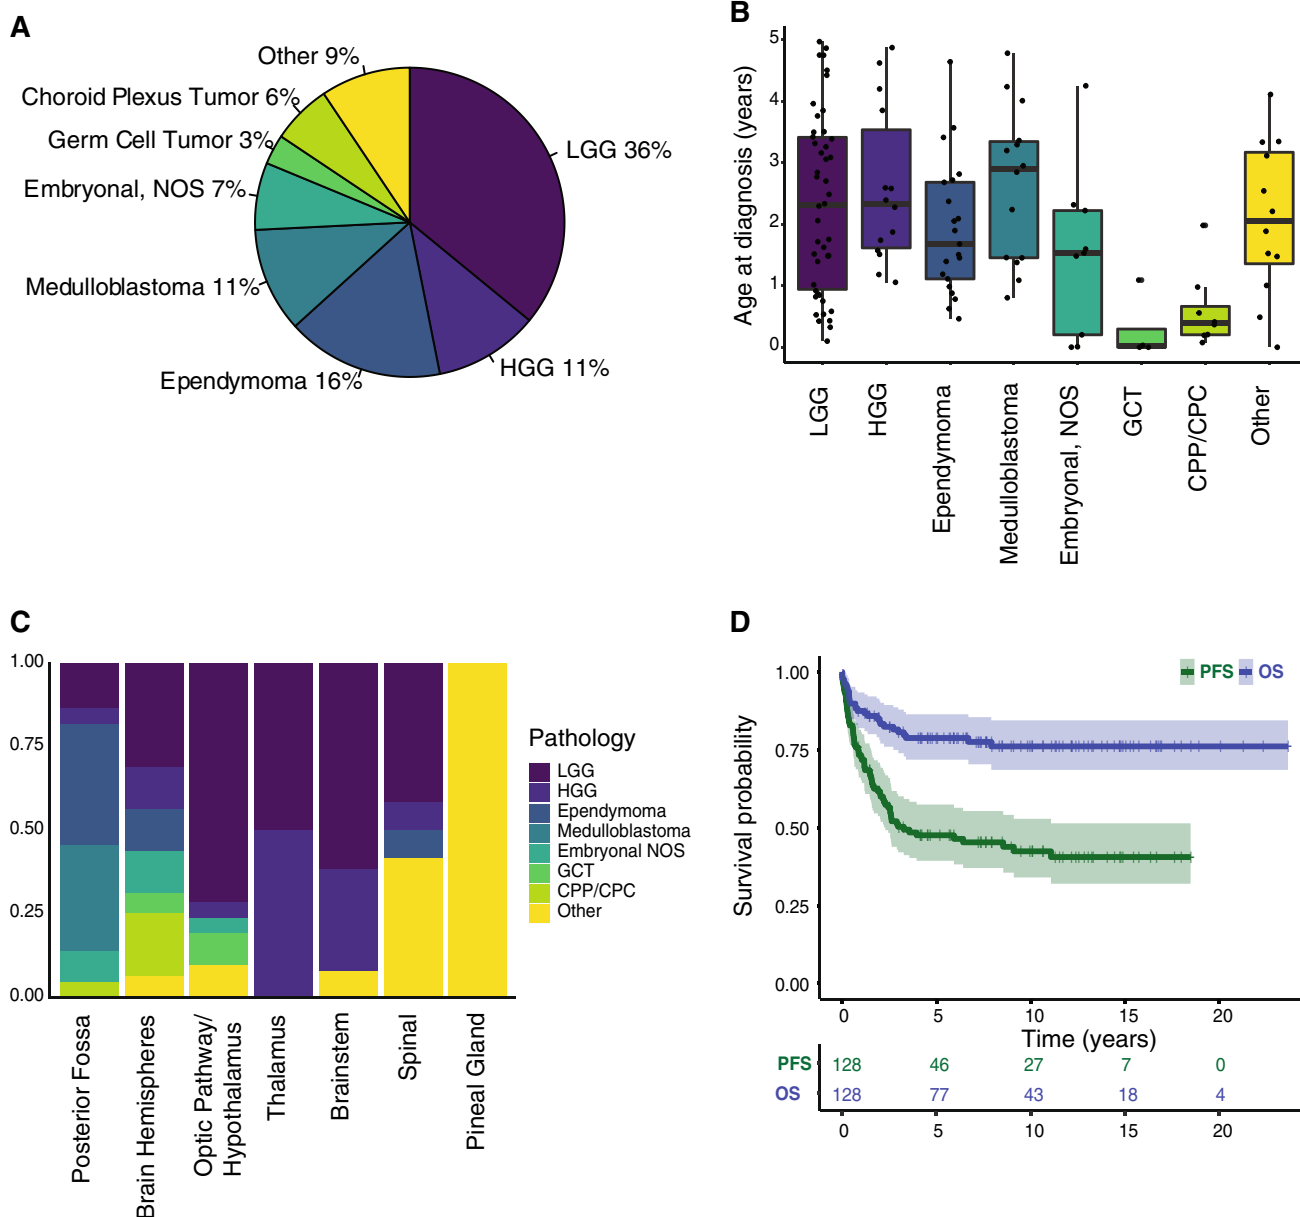 A
Other 9%
Choroid Plexus Tumor 6%
Germ Cell Tumor 3%
Embryonal, NOS 7%
Medulloblastoma 11%
Ependymoma 16%
HGG 11%
LGG 36%
B
Age at diagnosis (years)
5
4
3
2
1
0
LGG
HGG
Ependymoma
Medulloblastoma
Embryonal, NOS
GCT
CPP/CPC
Other
C
1.00
0.75
0.50
0.25
0.00
Posterior Fossa
Brain Hemispheres
Optic Pathway/
Hypothalamus
Thalamus
Brainstem
Spinal
Pineal Gland
Pathology
LGG
HGG
Ependymoma
Medulloblastoma
Embryonal NOS
GCT
CPP/CPC
Other
D
Survival probability
1.00
0.75
0.50
0.25
0.00
PFS OS
0 5 10 15 20
Time (years)
PFS 128 46 27 7 0
OS 128 77 43 18 4
0 5 10 15 20